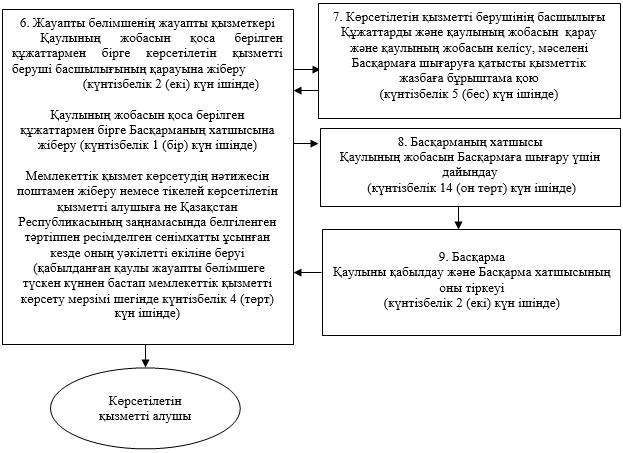 6. Жауапты бөлімшенің жауапты қызметкері
Қаулының жобасын қоса берілген
құжаттармен бірге көрсетілетін қызметті
беруші басшылығының қарауына жіберу
(күнтізбелік 2 (екі) күн ішінде)
Қаулының жобасын қоса берілген
құжаттармен бірге Басқарманың хатшысына
жіберу (күнтізбелік 1 (бір) күн ішінде)
Мемлекеттік қызмет көрсетудің нәтижесін
поштамен жіберу немесе тікелей көрсетілетін
қызметті алушыға не Қазақстан
Республикасының заңнамасында белгіленген
тәртіппен ресімделген сенімхатты ұсынған
кезде оның уәкілетті өкіліне беруі
(қабылданған қаулы жауапты бөлімшеге
түскен күннен бастап мемлекеттік қызметті
көрсету мерзімі шегінде күнтізбелік 4 (төрт)
күн ішінде)
7. Көрсетілетін қызметті берушінің басшылығы
Құжаттарды және қаулының жобасын қарау
және қаулының жобасын келісу, мәселені
Басқармаға шығаруға қатысты қызметтік
жазбаға бұрыштама қою
(күнтізбелік 5 (бес) күн ішінде)
8. Басқарманың хатшысы
Қаулының жобасын Басқармаға шығару үшін
дайындау
(күнтізбелік 14 (он төрт) күн ішінде)
9. Басқарма
Қаулыны қабылдау және Басқарма хатшысының
оны тіркеуі
(күнтізбелік 2 (екі) күн ішінде)
Көрсетілетін
қызметті алушы